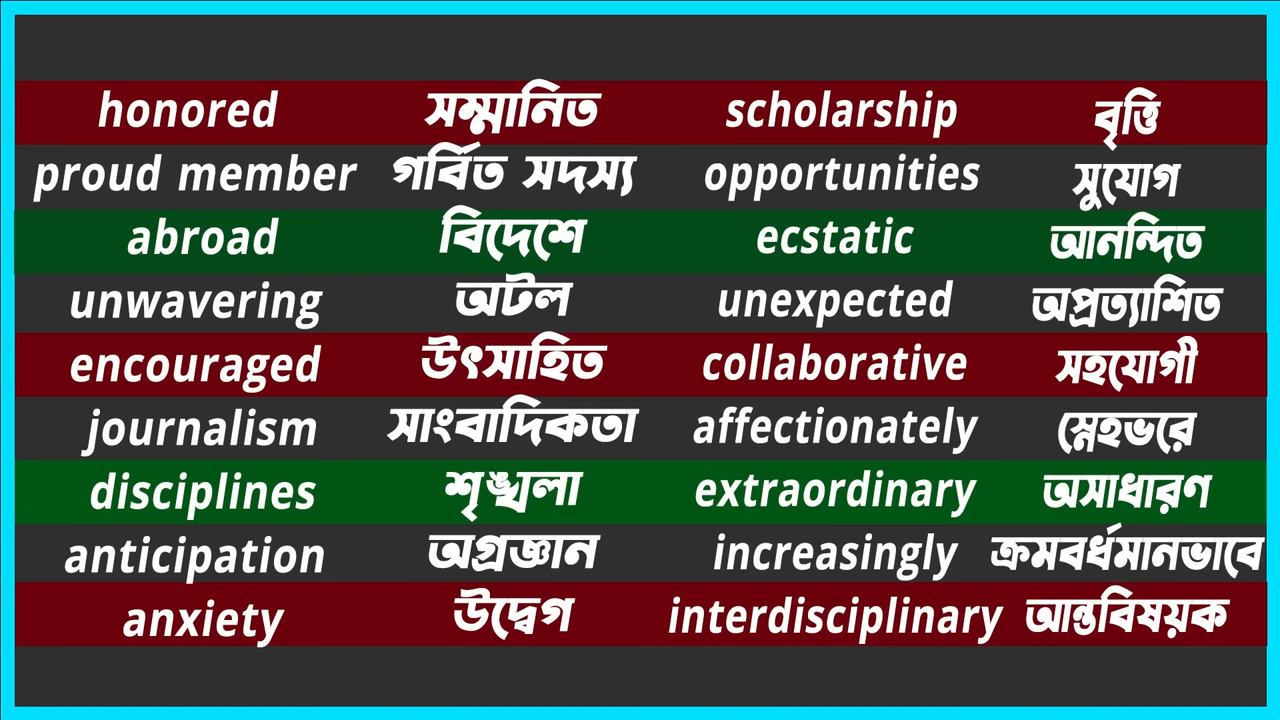 honored সম্মানিত scholarship বৃত্তি
proud member গর্বিত সদস্য opportunities সুযোগ
abroad বিদেশে ecstatic আনন্দিত
unwavering অটল unexpected অপ্রত্যাশিত
encouraged উৎসাহিত collaborative সহযোগী
journalism সাংবাদিকতা affectionately স্নেহভরে
disciplines শৃঙ্খলা extraordinary অসাধারণ
anticipation অগ্রজ্ঞান increasingly ক্রমবর্ধমানভাবে
anxiety উদ্বেগ interdisciplinary আন্তবিষয়ক